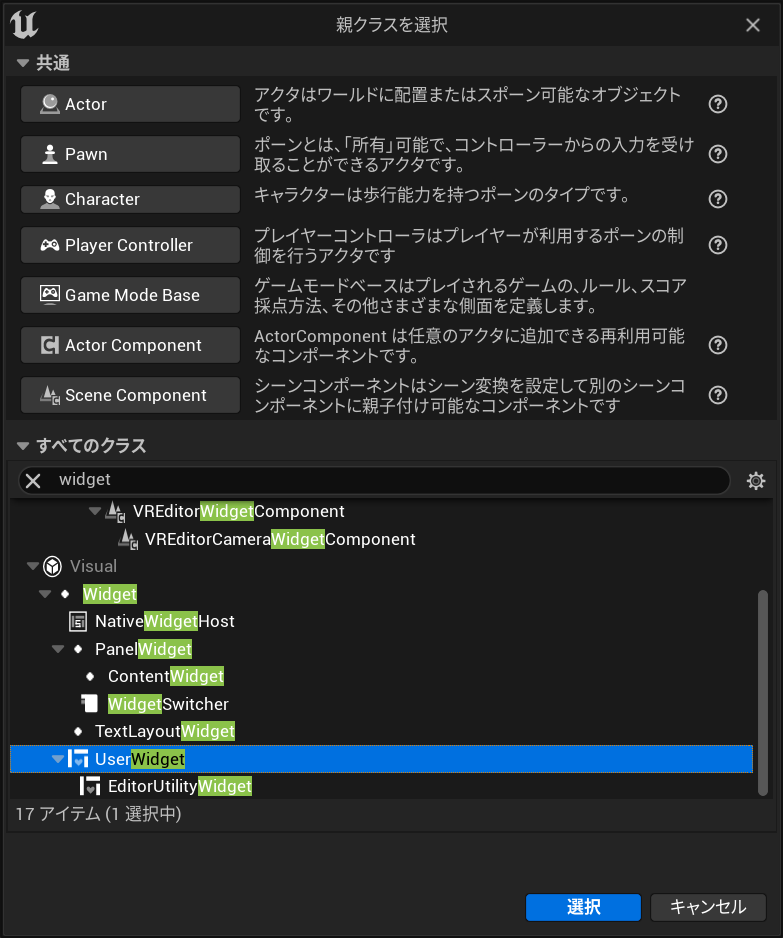 親クラスを選択
共通
Actor
アクタはワールドに配置またはスポーン可能なオブジェクト
です。
Pawn
ポーンとは、「所有」可能で、コントローラーからの入力を受け
取ることができるアクタです。
Character
キャラクターは歩行能力を持つポーンのタイプです。
Player Controller
プレイヤーコントローラはプレイヤーが利用するポーンの制
御を行うアクタです
Game Mode Base
ゲームモードベースはプレイされるゲームの、ルール、スコア
採点方法、その他さまざまな側面を定義します。
Actor Component
ActorComponent は任意のアクタに追加できる再利用可能
なコンポーネントです。
Scene Component
シーンコンポーネントはシーン変換を設定して別のシーンコ
ンポーネントに親子付け可能なコンポーネントです
すべてのクラス
widget
VREditorWidgetComponent
VREditorCameraWidgetComponent
Visual
Widget
NativeWidgetHost
PanelWidget
ContentWidget
WidgetSwitcher
TextLayoutWidget
UserWidget
EditorUtilityWidget
17 アイテム (1 選択中)
選択
キャンセル